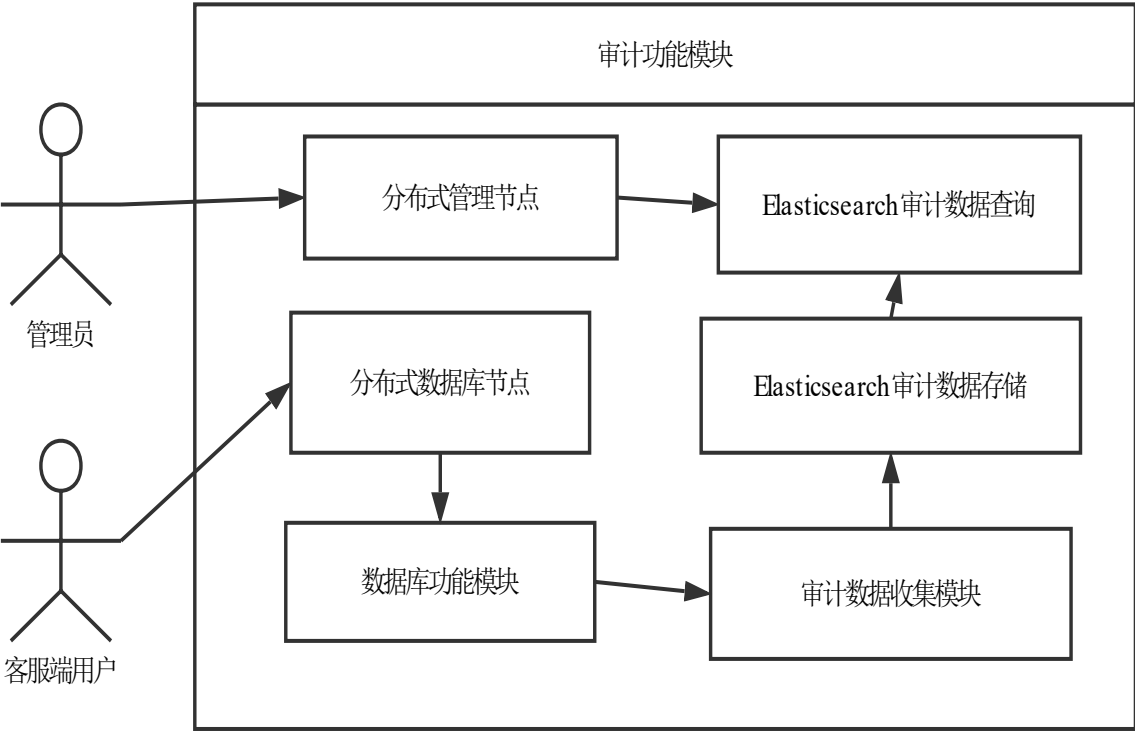 审计功能模块
分布式管理节点
Elasticsearch审计数据查询
管理员
分布式数据库节点
Elasticsearch审计数据存储
数据库功能模块
审计数据收集模块
客服端用户